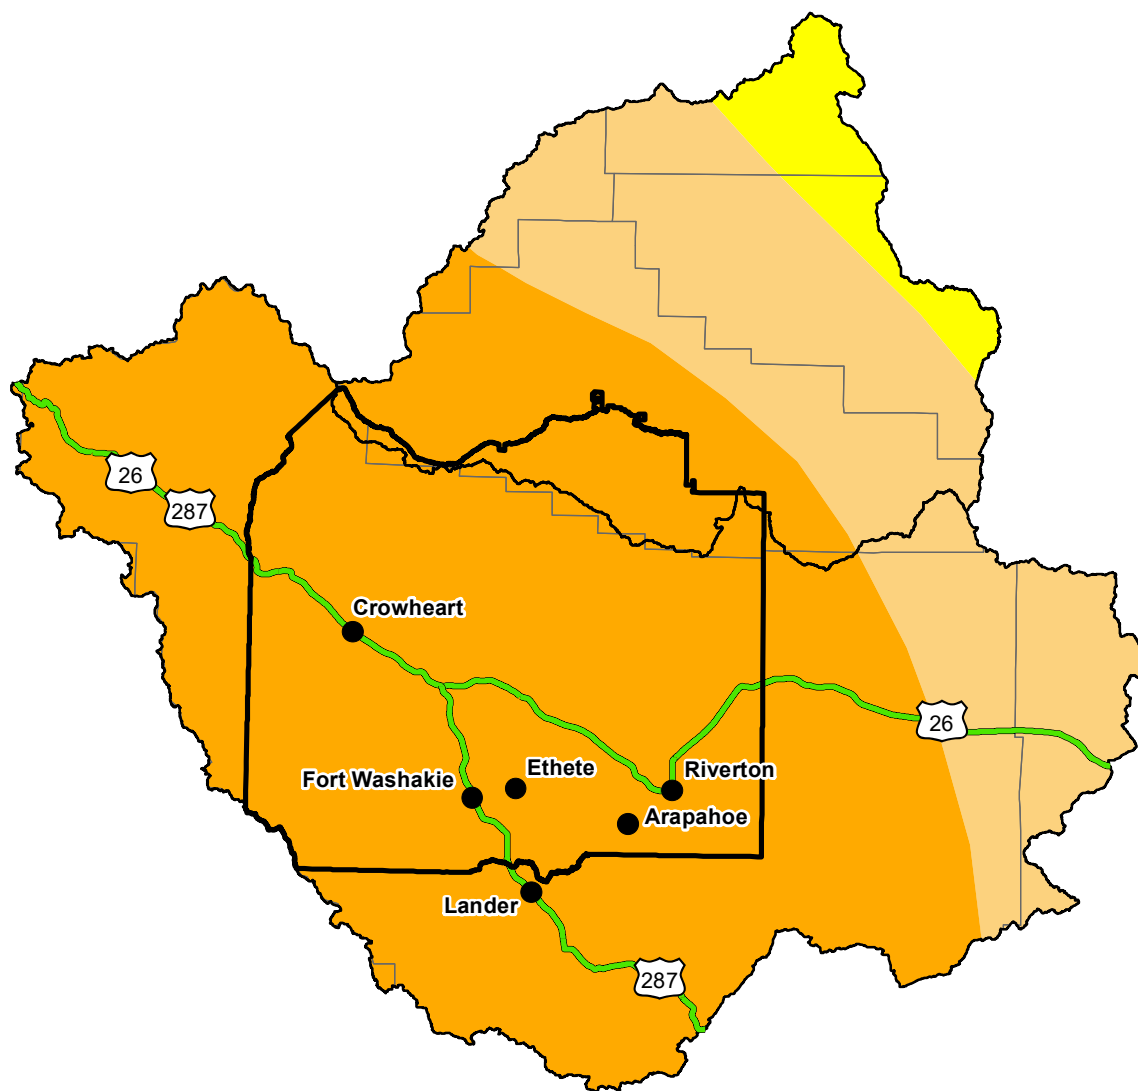 26
287
Crowheart
26
Ethete
Riverton
Fort Washakie
Arapahoe
Lander
287